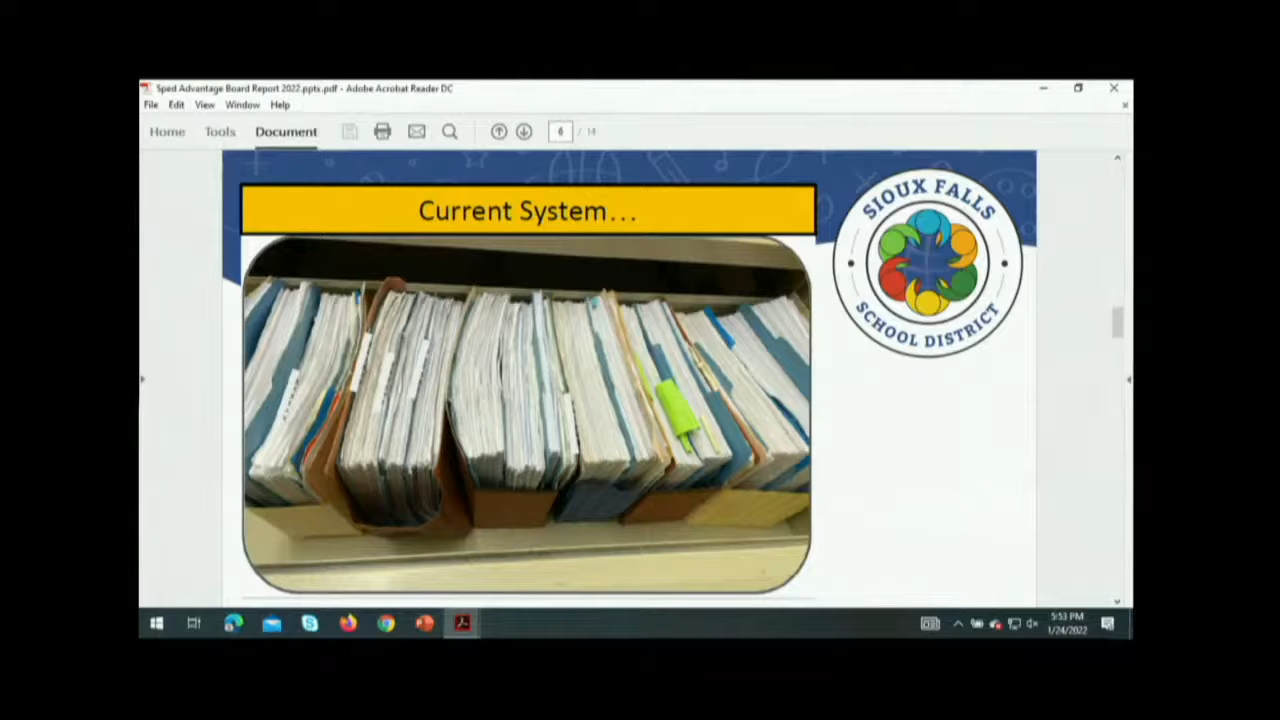 Sped Advantage Board Report 2022.ppts.pdf - Adobe Acrobat Reader DC
File Edit View Window Help
Home Tools Document 6 / 14
Current System...
SIOUX FALLS
SCHOOL DISTRICT
5:53 PM
1/24/2022